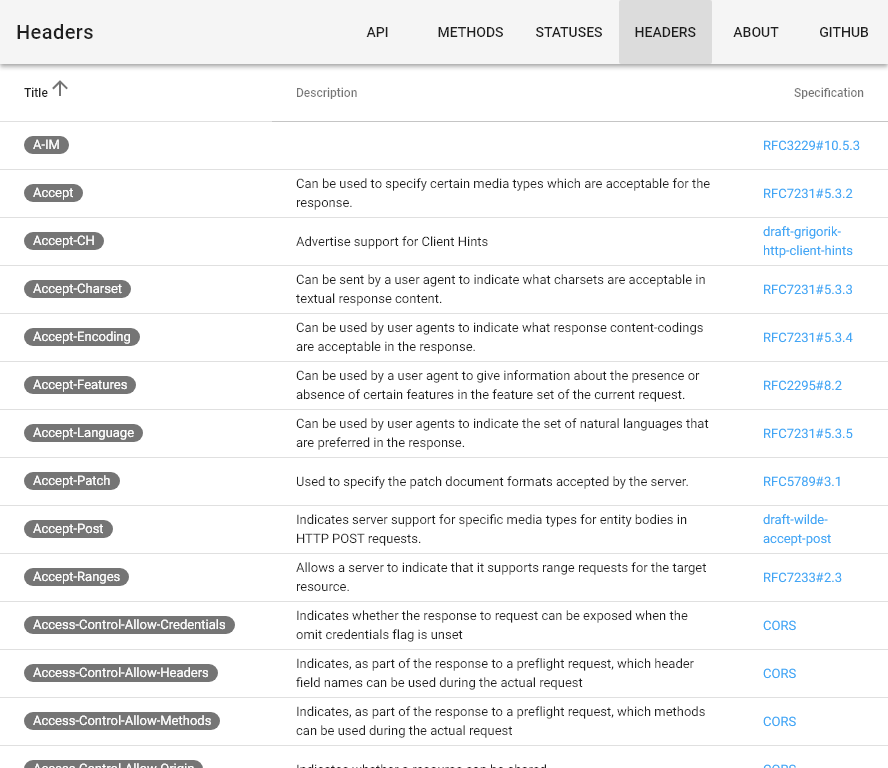 Headers API METHODS STATUSES HEADERS ABOUT GITHUB
Title Description Specification
A-IM RFC3229#10.5.3
Accept Can be used to specify certain media types which are acceptable for the
response. RFC7231#5.3.2
Accept-CH Advertise support for Client Hints draft-grigorik-
http-client-hints
Accept-Charset Can be sent by a user agent to indicate what charsets are acceptable in
textual response content. RFC7231#5.3.3
Accept-Encoding Can be used by user agents to indicate what response content-codings
are acceptable in the response. RFC7231#5.3.4
Accept-Features Can be used by a user agent to give information about the presence or
absence of certain features in the feature set of the current request. RFC2295#8.2
Accept-Language Can be used by user agents to indicate the set of natural languages that
are preferred in the response. RFC7231#5.3.5
Accept-Patch Used to specify the patch document formats accepted by the server. RFC5789#3.1
Accept-Post Indicates server support for specific media types for entity bodies in
HTTP POST requests. draft-wilde-
accept-post
Accept-Ranges Allows a server to indicate that it supports range requests for the target
resource. RFC7233#2.3
Access-Control-Allow-Credentials Indicates whether the response to request can be exposed when the
omit credentials flag is unset CORS
Access-Control-Allow-Headers Indicates, as part of the response to a preflight request, which header
field names can be used during the actual request CORS
Access-Control-Allow-Methods Indicates, as part of the response to a preflight request, which methods
can be used during the actual request CORS
Access-Control-Allow-Origin Indicates whether a resource can be shared CORS